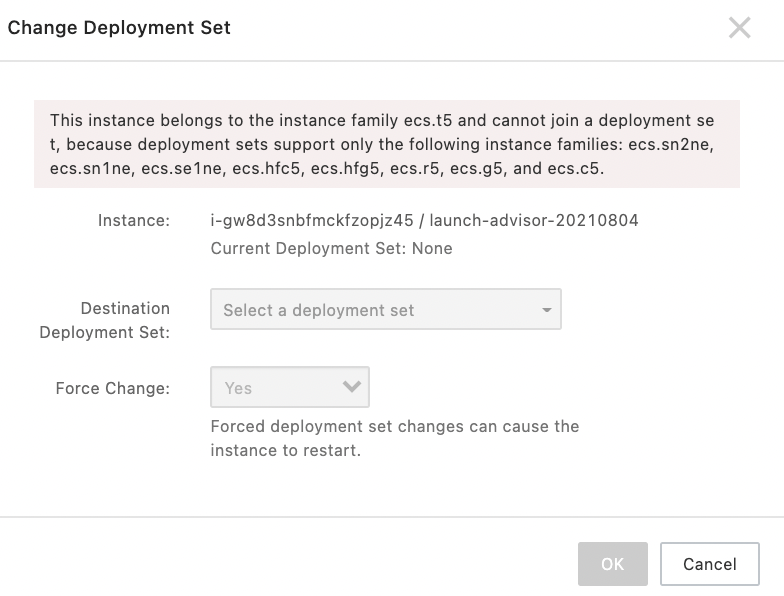 Change Deployment Set
This instance belongs to the instance family ecs.t5 and cannot join a deployment se
t, because deployment sets support only the following instance families: ecs.sn2ne,
ecs.sn1ne, ecs.se1ne, ecs.hfc5, ecs.hfg5, ecs.r5, ecs.g5, and ecs.c5.
Instance:
i-gw8d3snbfmckfzopjz45 / launch-advisor-20210804
Current Deployment Set: None
Destination
Deployment Set:
Select a deployment set
Force Change:
Yes
Forced deployment set changes can cause the
instance to restart.
OK
Cancel